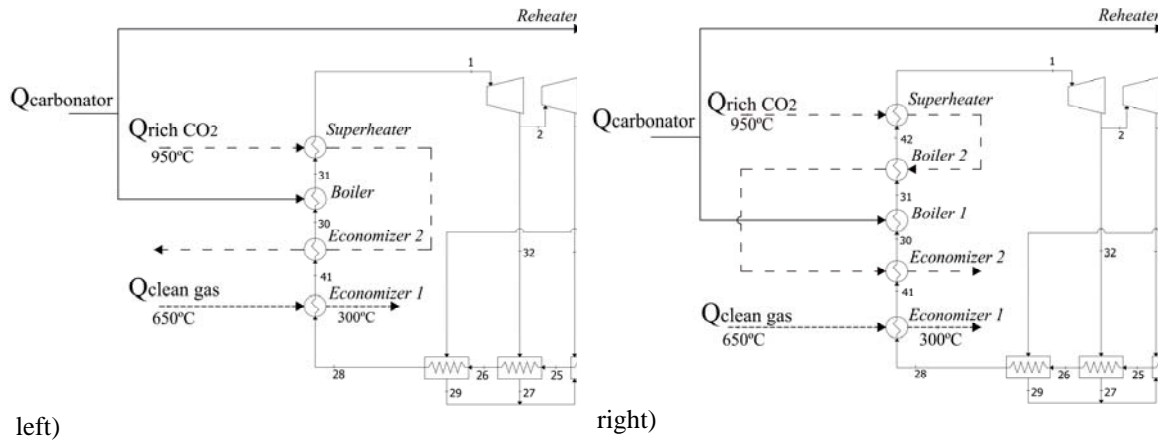 Reheater
1
Qcarbonator
Qrich CO2
950ºC
Superheater
2
31
Boiler
30
Economizer 2
32
41
Qclean gas
650ºC
Economizer 1
300ºC
28
26
25
29
27
left)
Reheater
1
Qcarbonator
Qrich CO2
950ºC
Superheater
2
42
Boiler 2
31
Boiler 1
30
Economizer 2
32
41
Qclean gas
650ºC
Economizer 1
300ºC
28
26
25
29
27
right)